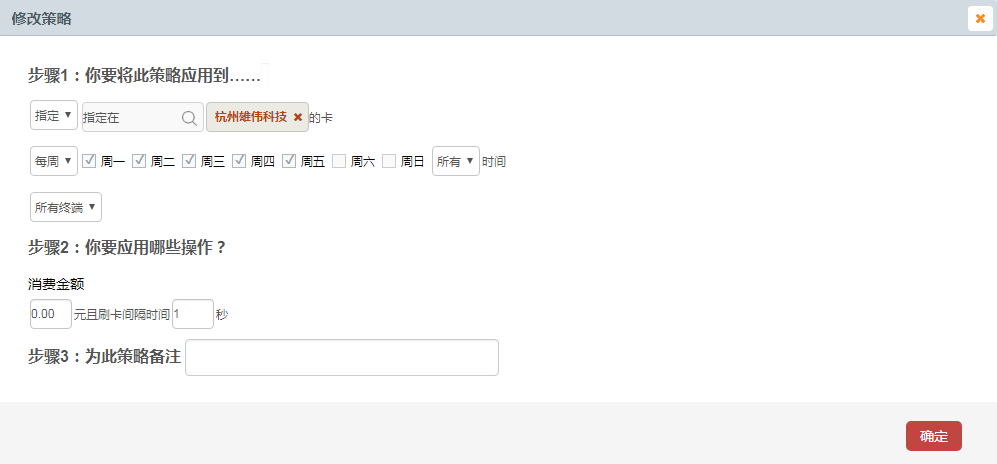 修改策略
步骤1：你要将此策略应用到……
指定 指定在 杭州雄伟科技 的卡
每周 周一 周二 周三 周四 周五 周六 周日 所有 时间
所有终端
步骤2：你要应用哪些操作？
消费金额
0.00 元且刷卡间隔时间 1 秒
步骤3：为此策略备注
确定